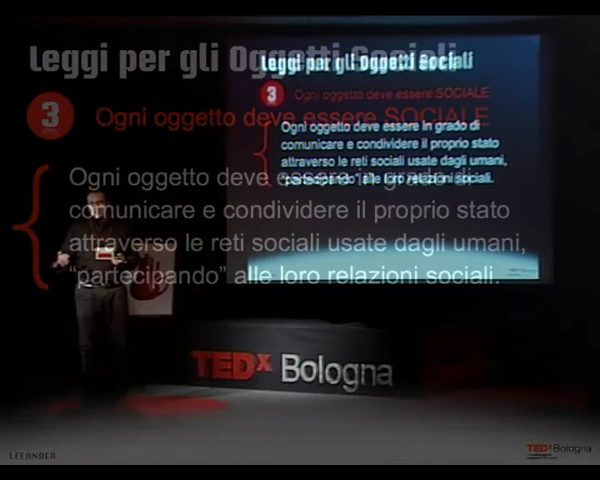 Leggi per gli Oggetti Sociali
3
Ogni oggetto deve essere SOCIALE
Ogni oggetto deve essere in grado di
comunicare e condividere il proprio stato
attraverso le reti sociali usate dagli umani,
“partecipando” alle loro relazioni sociali.
Leggi per gli Oggetti Sociali
3
Ogni oggetto deve essere SOCIALE
Ogni oggetto deve essere in grado di
comunicare e condividere il proprio stato
attraverso le reti sociali usate dagli umani,
“partecipando” alle loro relazioni sociali.
TEDx Bologna
LEEANDER
TEDxBologna